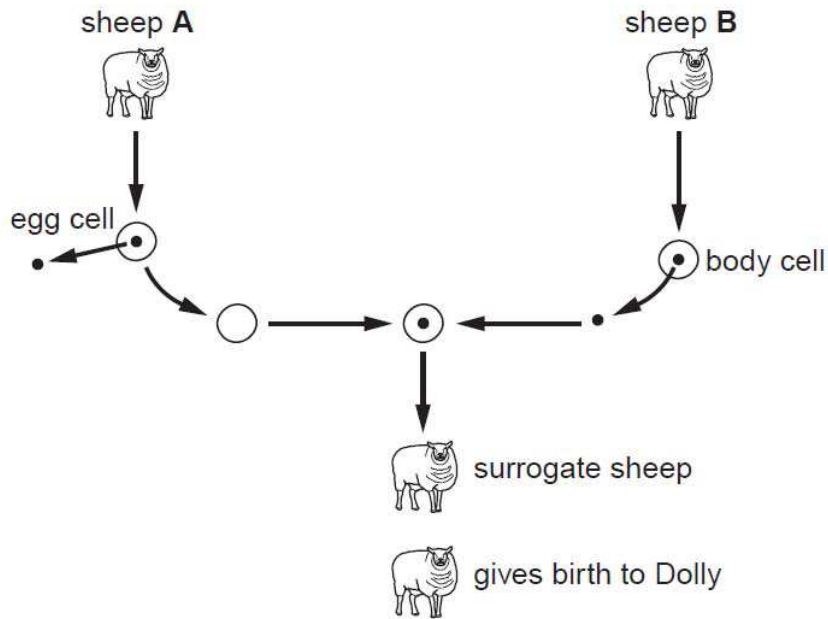 sheep A
sheep B
egg cell
body cell
surrogate sheep
gives birth to Dolly